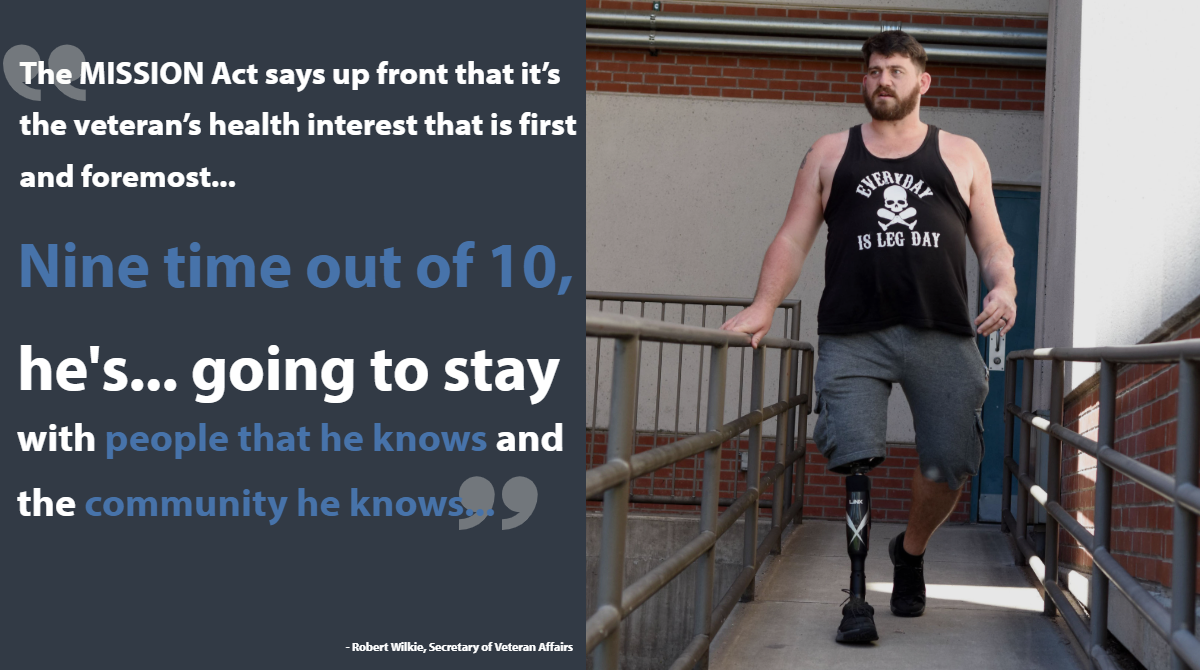 The MISSION Act says up front that it’s
the veteran’s health interest that is first
and foremost...
Nine time out of 10,
he's... going to stay
with people that he knows and
the community he knows...
- Robert Wilkie, Secretary of Veteran Affairs
EVERYDAY
IS LEG DAY
LINX